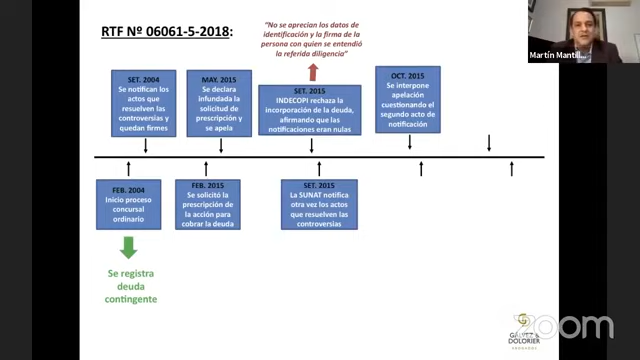 RTF Nº 06061-5-2018:
"No se aprecian los datos de
identificación y la firma de la
persona con quien se entendió
la referida diligencia"
Martín Mantill
SET. 2004
Se notifican los
actos que
resuelven las
controversias y
quedan firmes
MAY. 2015
Se declara
infundada la
solicitud de
prescripción y
se apela
SET. 2015
INDECOPI rechaza la
incorporación de la deuda,
afirmando que las
notificaciones eran nulas
OCT. 2015
Se interpone
apelación
cuestionando el
segundo acto de
notificación
FEB. 2004
Inicio proceso
concursal
ordinario
FEB. 2015
Se solicitó la
prescripción de
la acción para
cobrar la deuda
SET. 2015
La SUNAT notifica
otra vez los actos
que resuelven las
controversias
Se registra
deuda
contingente
GÁLVEZ &
DOLORIER
ABOGADOS
zoom